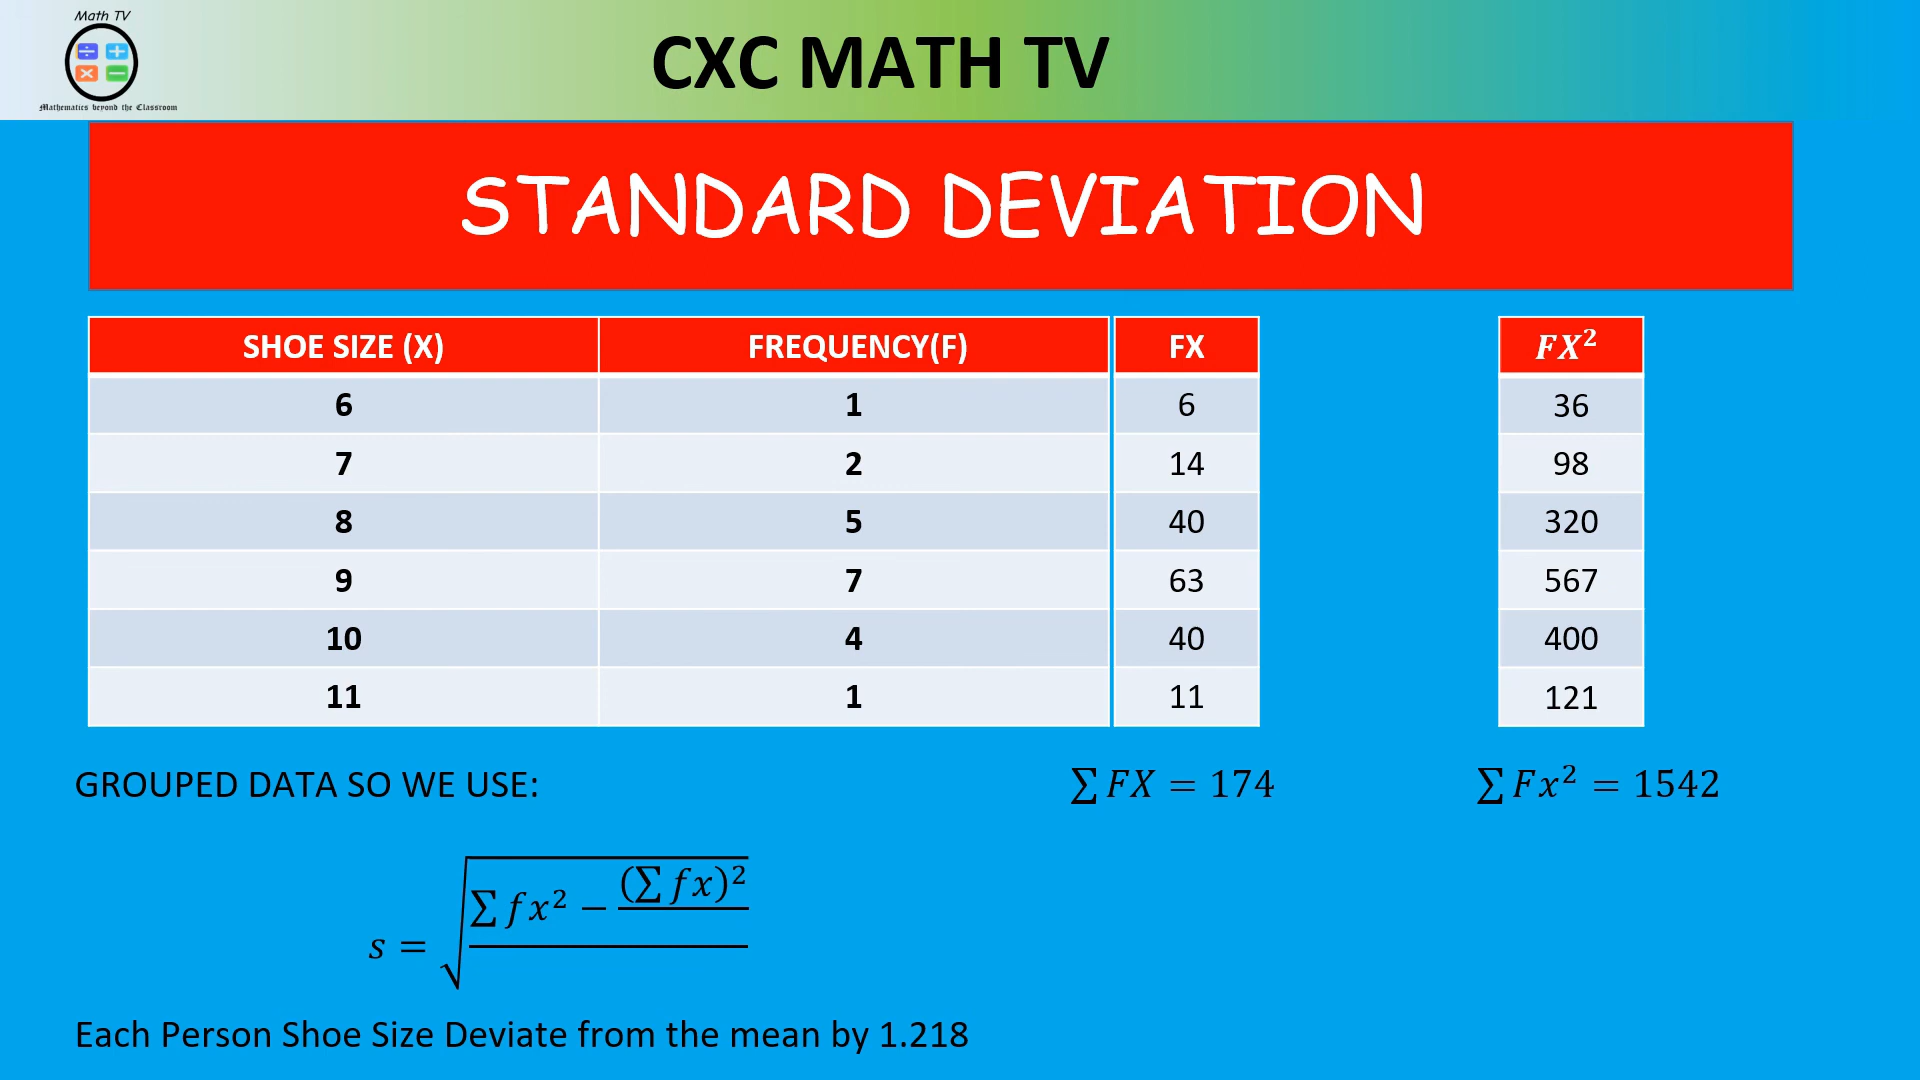 Math TV
Mathematics beyond the Classroom
CXC MATH TV
STANDARD DEVIATION
SHOE SIZE (X) FREQUENCY(F) FX FX²
6 1 6 36
7 2 14 98
8 5 40 320
9 7 63 567
10 4 40 400
11 1 11 121
GROUPED DATA SO WE USE: ∑ FX = 174 ∑ Fx² = 1542
s = √((∑ fx² − (∑ fx)²/ )/ )
Each Person Shoe Size Deviate from the mean by 1.218